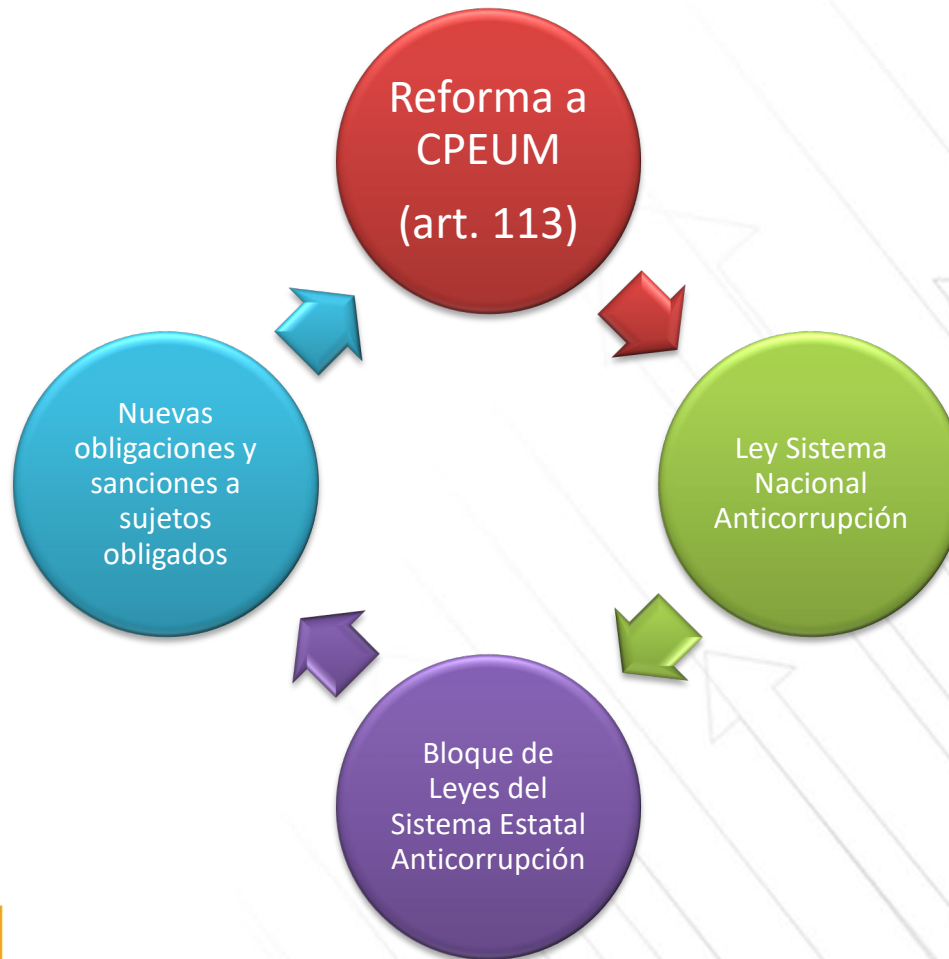 Reforma a
CPEUM
(art. 113)
Ley Sistema
Nacional
Anticorrupción
Bloque de
Leyes del
Sistema Estatal
Anticorrupción
Nuevas
obligaciones y
sanciones a
sujetos
obligados